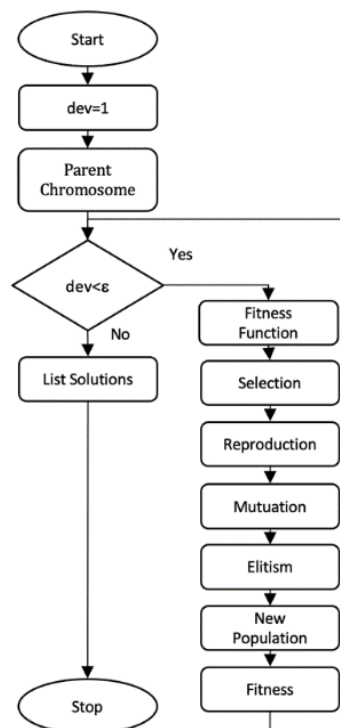 Start
dev=1
Parent
Chromosome
Yes
dev<ε
No
Fitness
Function
List Solutions
Selection
Reproduction
Mutuation
Elitism
New
Population
Fitness
Stop